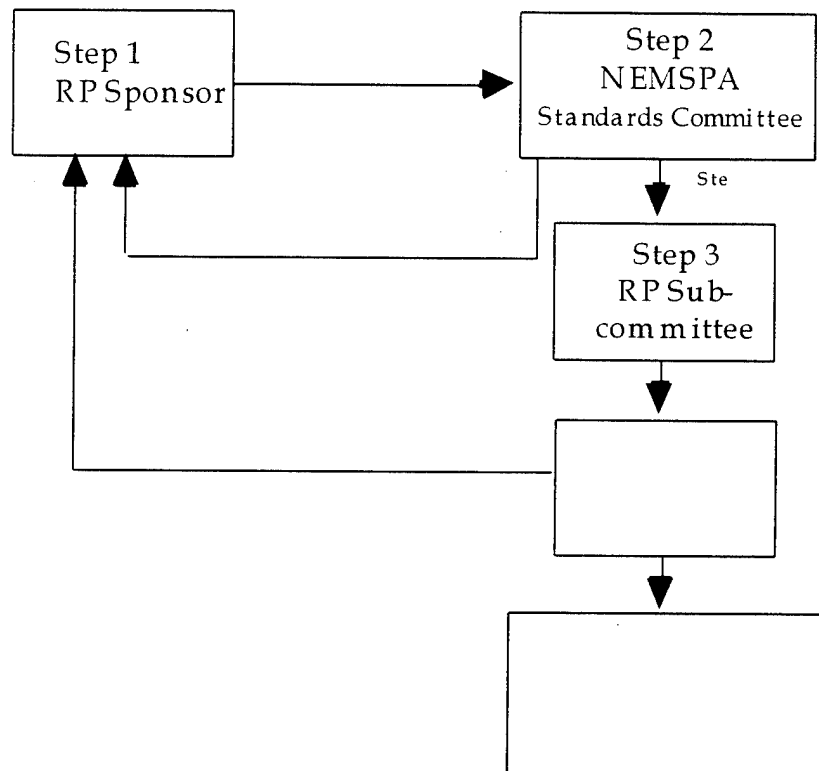 Step 1
RP Sponsor
Step 2
NEMSPA
Standards Committee
Ste
Step 3
RP Sub-
committee